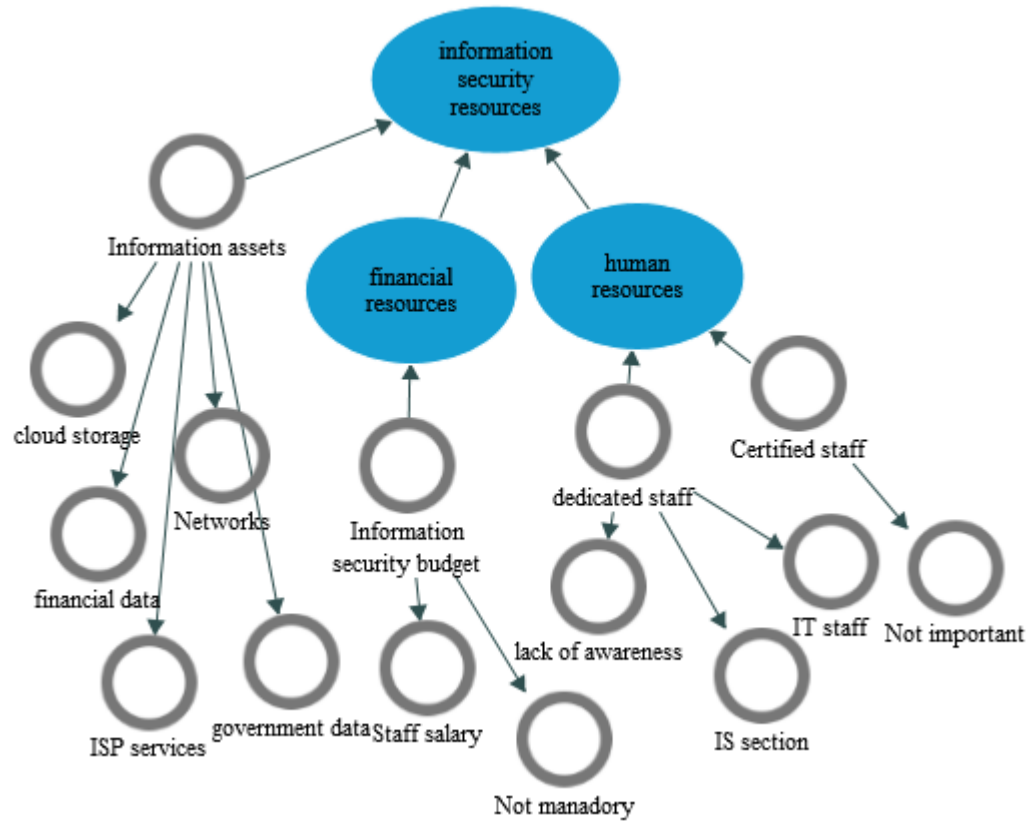 information
security
resources
Information assets
financial
resources
human
resources
cloud storage
Networks
Certified staff
dedicated staff
Information
security budget
financial data
lack of awareness
IT staff
Not important
ISP services
government data
Staff salary
IS section
Not manadory